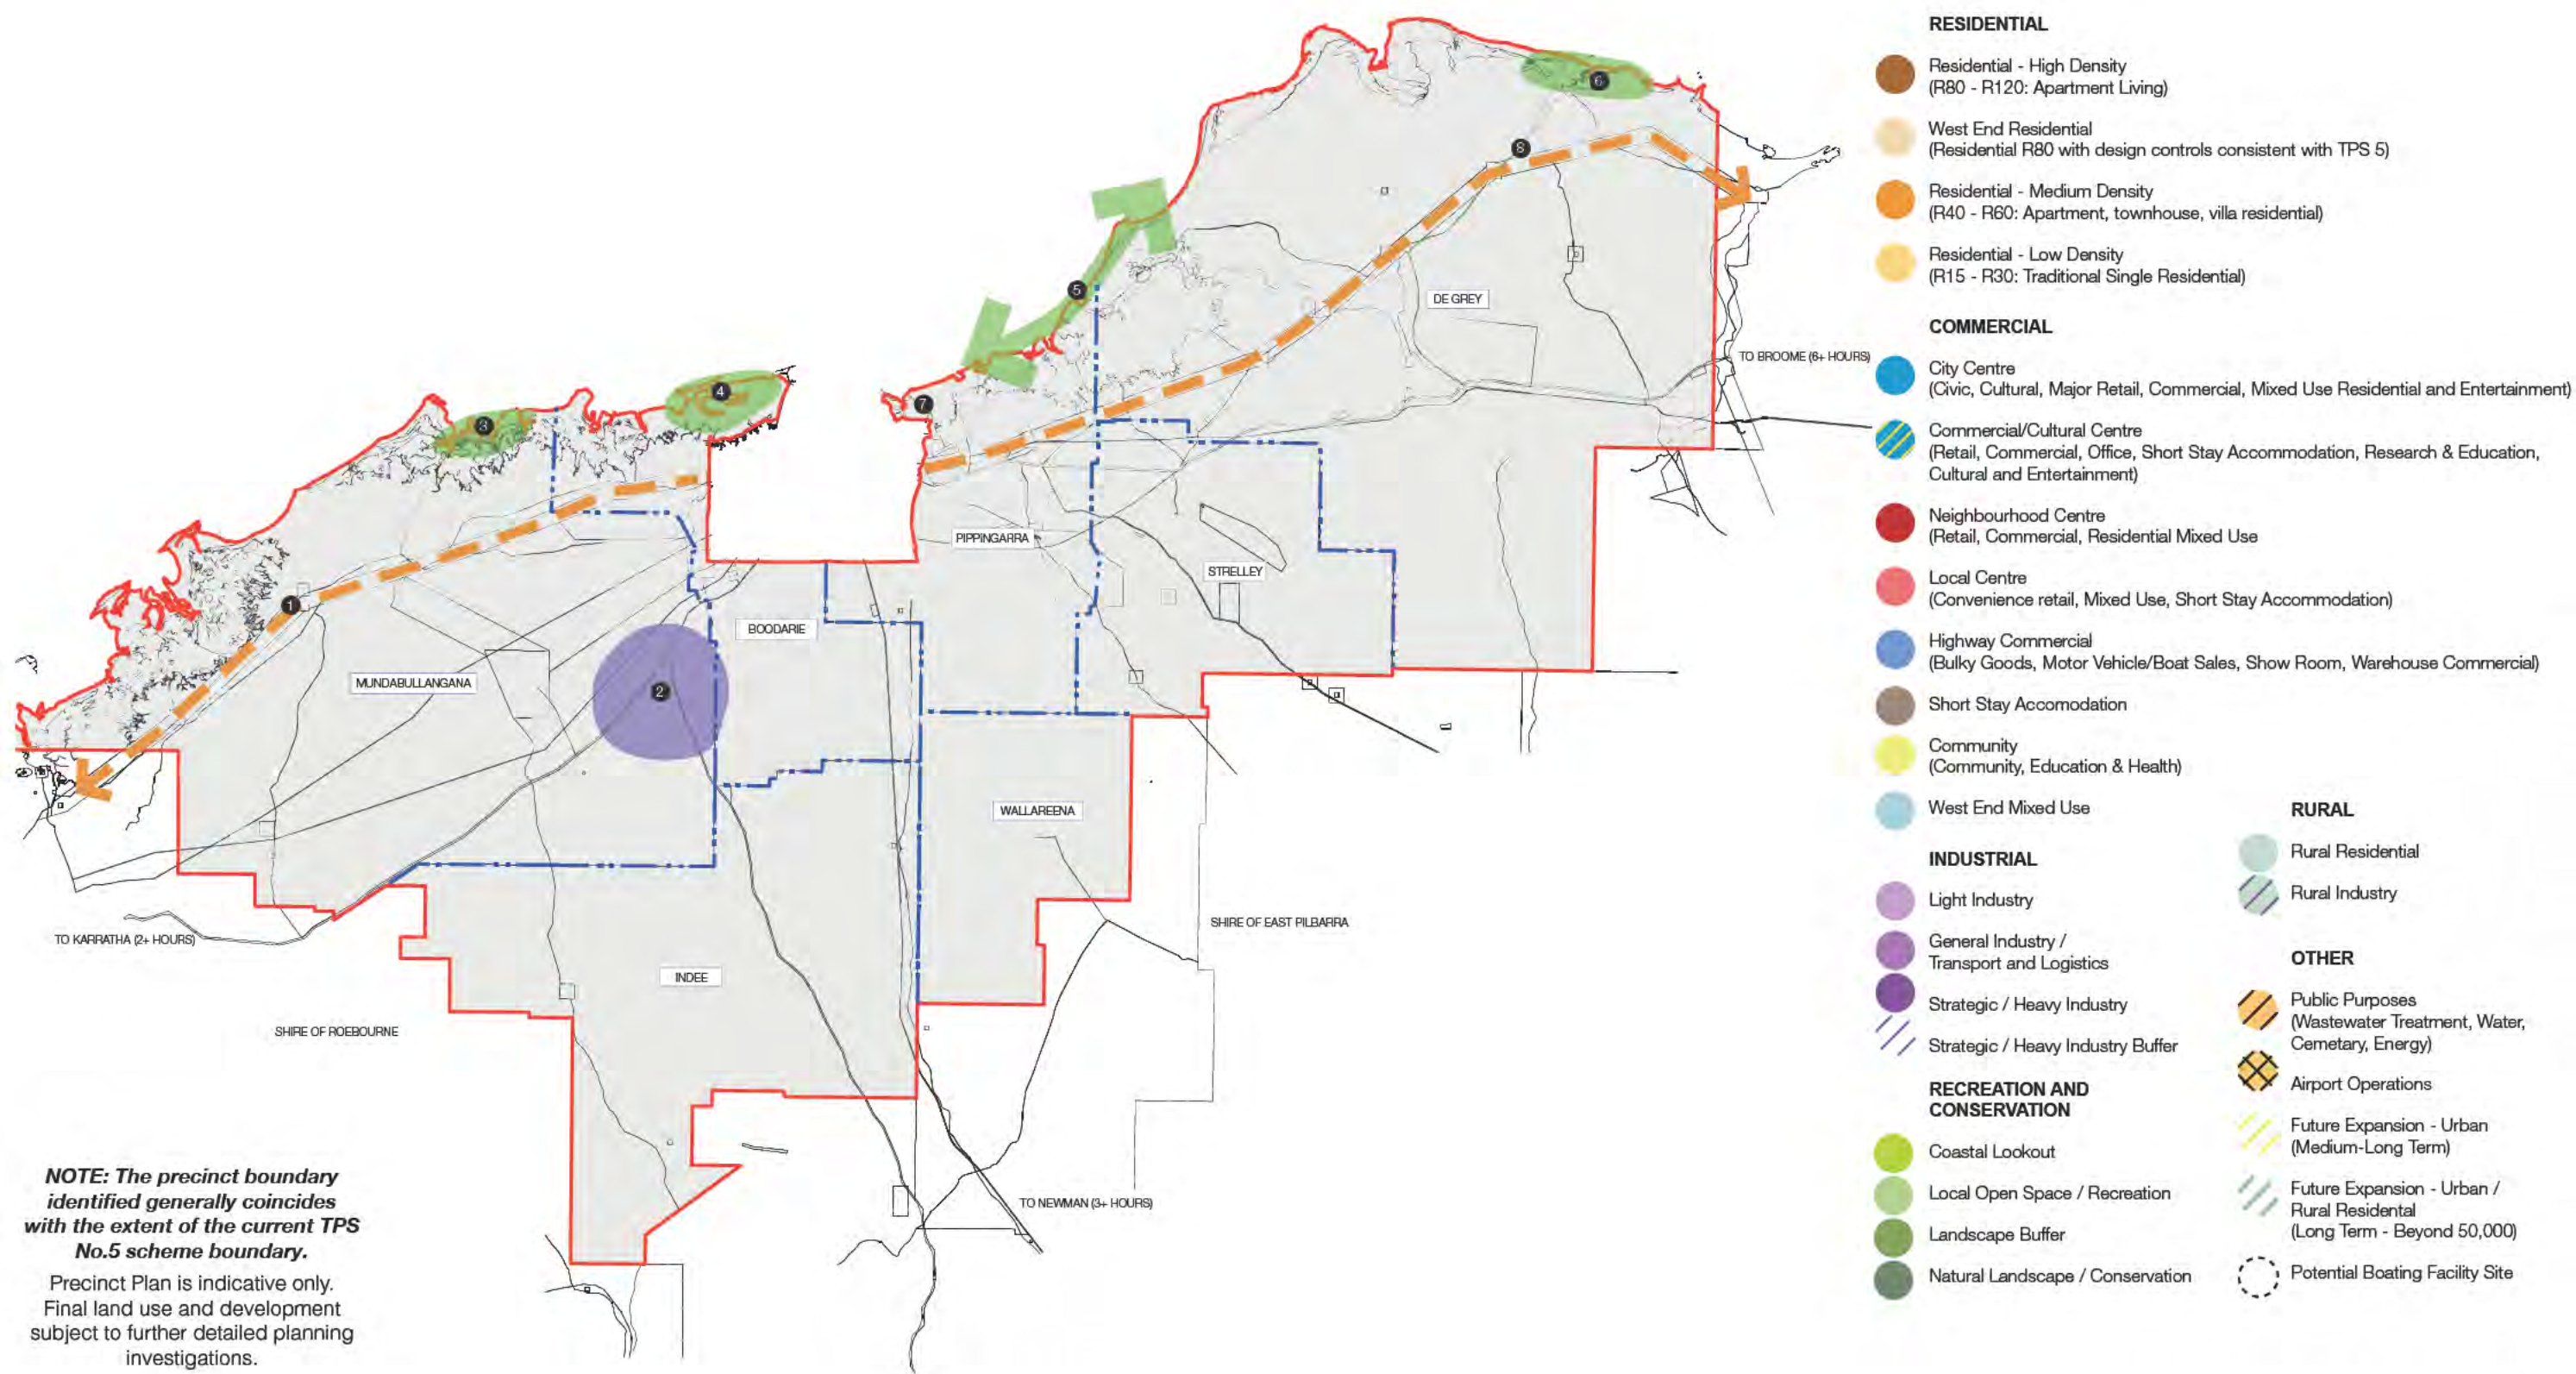 6
8
5
DE GREY
TO BROOME (6+ HOURS)
4
7
3
PIPPINGARRA
STRELLEY
1
BOODARIE
MUNDABULLANGANA
2
WALLAREENA
SHIRE OF EAST PILBARRA
TO KARRATHA (2+ HOURS)
INDEE
SHIRE OF ROEBOURNE
TO NEWMAN (3+ HOURS)
NOTE: The precinct boundary
identified generally coincides
with the extent of the current TPS
No.5 scheme boundary.
Precinct Plan is indicative only.
Final land use and development
subject to further detailed planning
investigations.
RESIDENTIAL
Residential - High Density
(R80 - R120: Apartment Living)
West End Residential
(Residential R80 with design controls consistent with TPS 5)
Residential - Medium Density
(R40 - R60: Apartment, townhouse, villa residential)
Residential - Low Density
(R15 - R30: Traditional Single Residential)
COMMERCIAL
City Centre
(Civic, Cultural, Major Retail, Commercial, Mixed Use Residential and Entertainment)
Commercial/Cultural Centre
(Retail, Commercial, Office, Short Stay Accommodation, Research & Education,
Cultural and Entertainment)
Neighbourhood Centre
(Retail, Commercial, Residential Mixed Use
Local Centre
(Convenience retail, Mixed Use, Short Stay Accommodation)
Highway Commercial
(Bulky Goods, Motor Vehicle/Boat Sales, Show Room, Warehouse Commercial)
Short Stay Accomodation
Community
(Community, Education & Health)
West End Mixed Use
INDUSTRIAL
Light Industry
General Industry /
Transport and Logistics
Strategic / Heavy Industry
Strategic / Heavy Industry Buffer
RECREATION AND
CONSERVATION
Coastal Lookout
Local Open Space / Recreation
Landscape Buffer
Natural Landscape / Conservation
RURAL
Rural Residential
Rural Industry
OTHER
Public Purposes
(Wastewater Treatment, Water,
Cemetary, Energy)
Airport Operations
Future Expansion - Urban
(Medium-Long Term)
Future Expansion - Urban /
Rural Residental
(Long Term - Beyond 50,000)
Potential Boating Facility Site